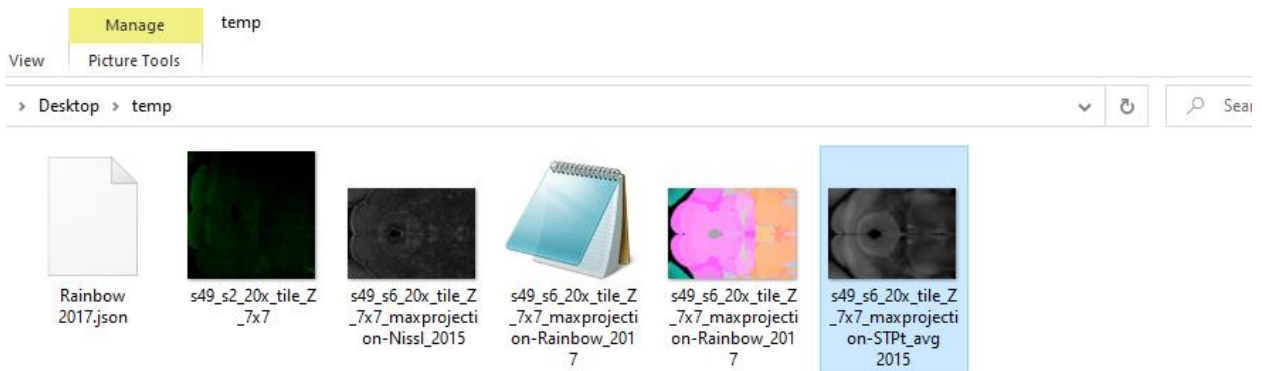 Manage temp
View Picture Tools
> Desktop > temp
Sear
Rainbow
2017.json
s49_s2_20x_tile_Z
_7x7
s49_s6_20x_tile_Z
_7x7_maxprojecti
on-Nissl_2015
s49_s6_20x_tile_Z
_7x7_maxprojecti
on-Rainbow_201
7
s49_s6_20x_tile_Z
_7x7_maxprojecti
on-Rainbow_201
7
s49_s6_20x_tile_Z
_7x7_maxprojecti
on-STPt_avg
2015